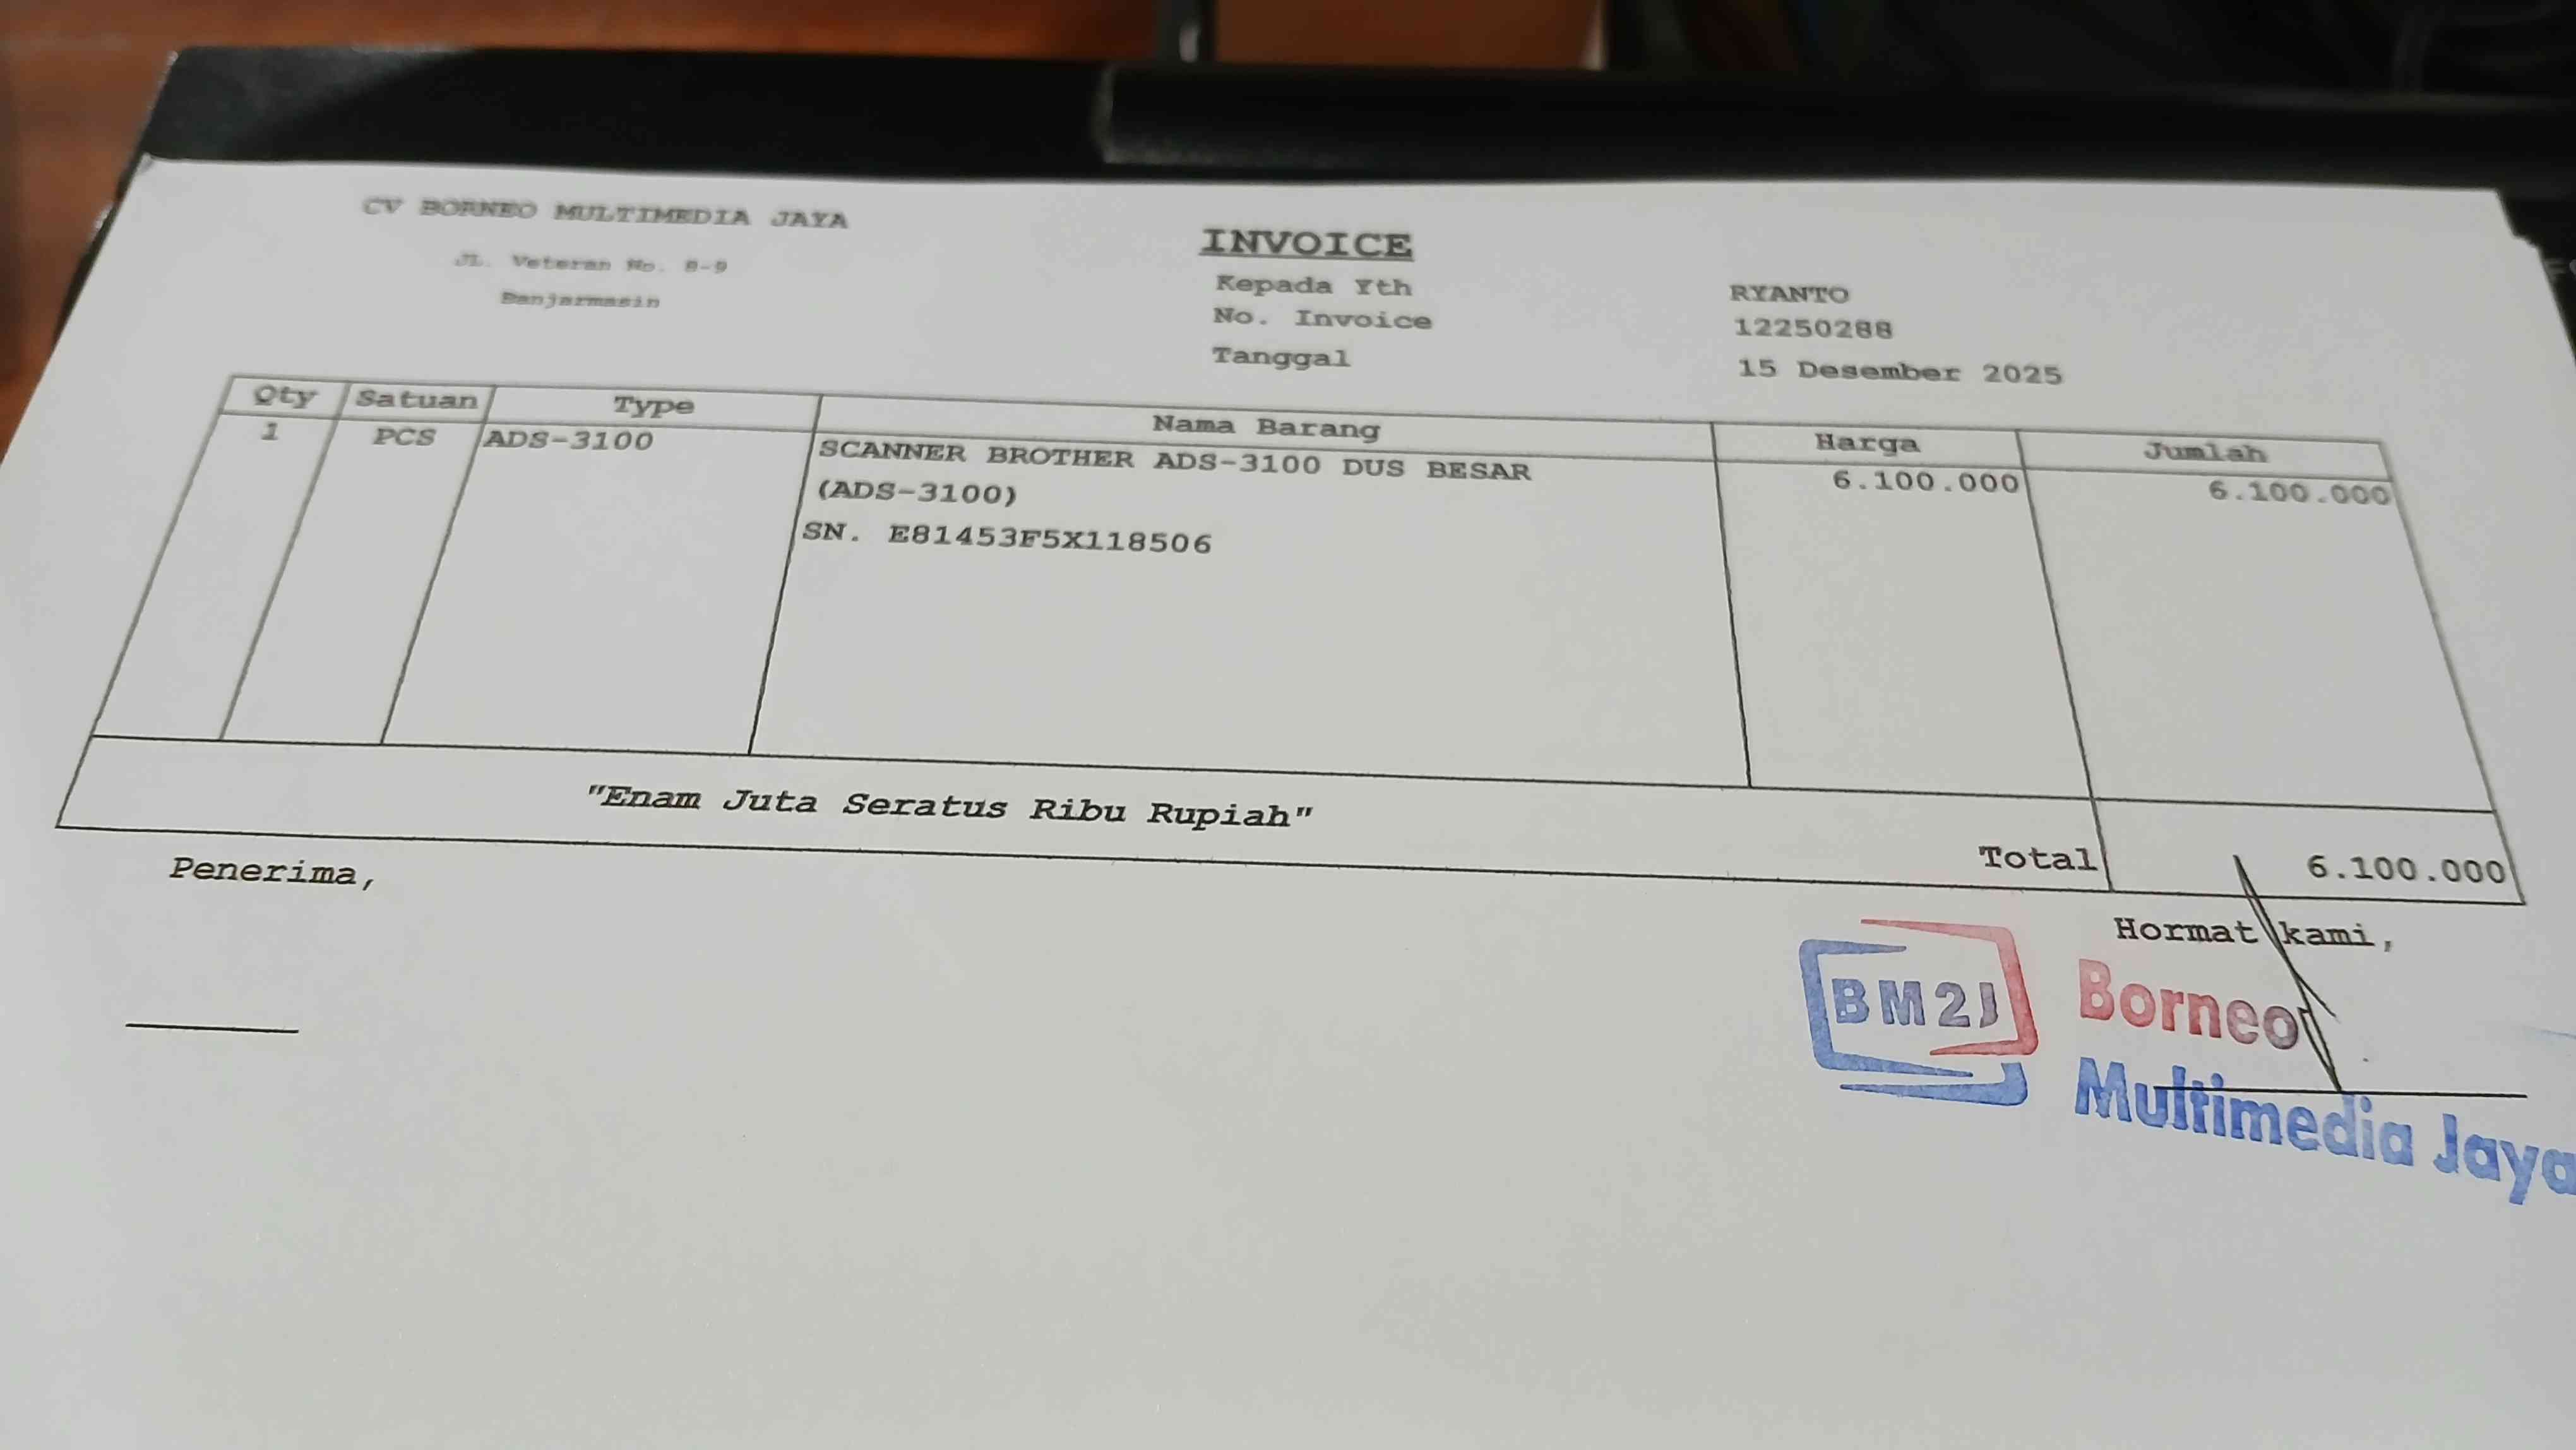 CV BORNEO MULTIMEDIA JAYA
JL. Veteran No. 8-9
Banjarmasin
INVOICE
Kepada Yth RYANTO
No. Invoice 12250288
Tanggal 15 Desember 2025
Qty Satuan Type Nama Barang Harga Jumlah
1 PCS ADS-3100 SCANNER BROTHER ADS-3100 DUS BESAR 6.100.000 6.100.000
(ADS-3100)
SN. E81453F5X118506
"Enam Juta Seratus Ribu Rupiah"
Total 6.100.000
Penerima,
Hormat kami,
BM2J Borneo
Multimedia Jaya